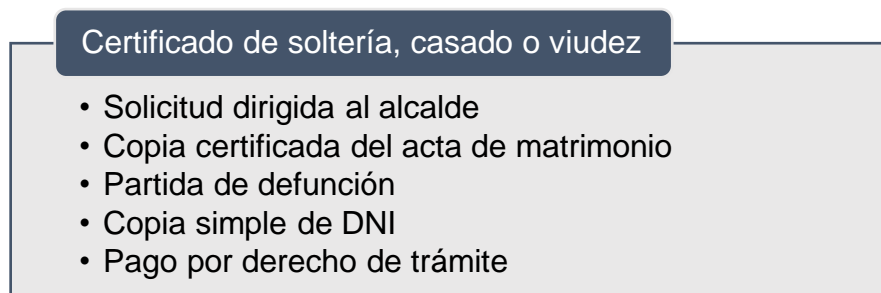 Certificado de soltería, casado o viudez
• Solicitud dirigida al alcalde
• Copia certificada del acta de matrimonio
• Partida de defunción
• Copia simple de DNI
• Pago por derecho de trámite